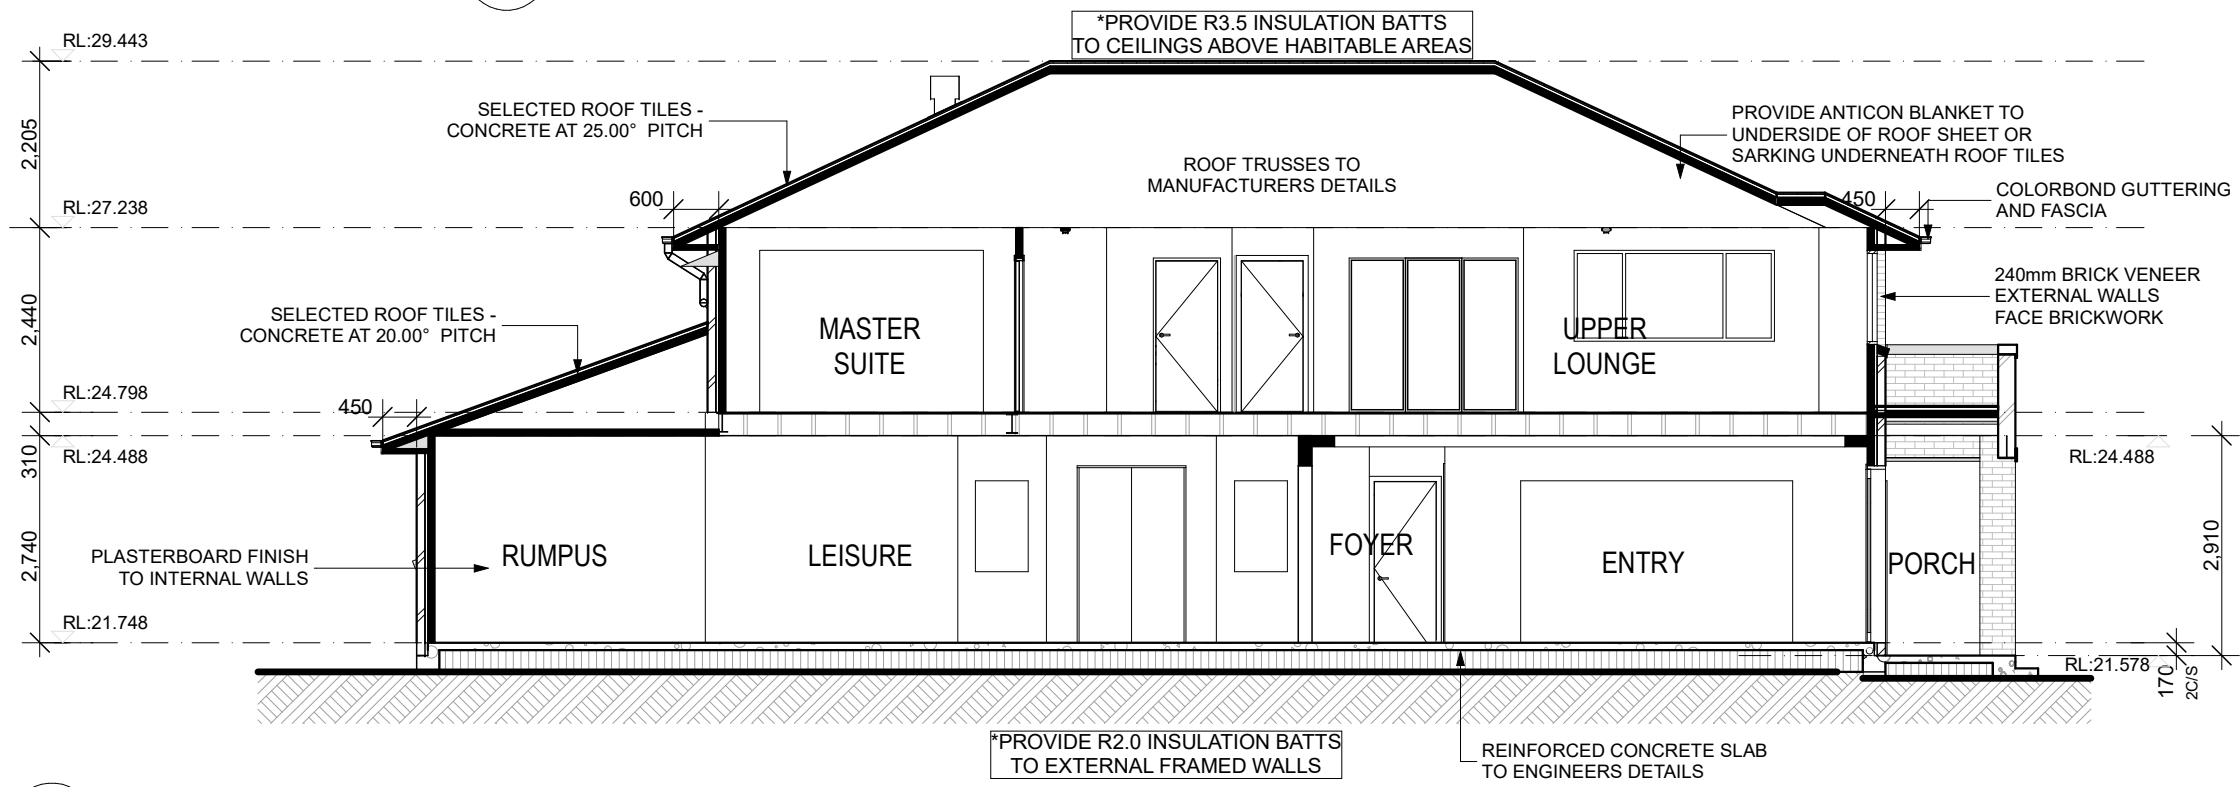 *PROVIDE R3.5 INSULATION BATTS
TO CEILINGS ABOVE HABITABLE AREAS
RL:29.443
SELECTED ROOF TILES -
CONCRETE AT 25.00° PITCH
PROVIDE ANTICON BLANKET TO
UNDERSIDE OF ROOF SHEET OR
SARKING UNDERNEATH ROOF TILES
2,205
ROOF TRUSSES TO
MANUFACTURERS DETAILS
600
450
COLORBOND GUTTERING
AND FASCIA
RL:27.238
240mm BRICK VENEER
EXTERNAL WALLS
FACE BRICKWORK
SELECTED ROOF TILES -
CONCRETE AT 20.00° PITCH
2,440
MASTER
SUITE
UPPER
LOUNGE
RL:24.798
450
310
RL:24.488
RL:24.488
2,740
PLASTERBOARD FINISH
TO INTERNAL WALLS
RUMPUS
LEISURE
FOYER
ENTRY
PORCH
2,910
RL:21.748
RL:21.578
170
2C/S
*PROVIDE R2.0 INSULATION BATTS
TO EXTERNAL FRAMED WALLS
REINFORCED CONCRETE SLAB
TO ENGINEERS DETAILS